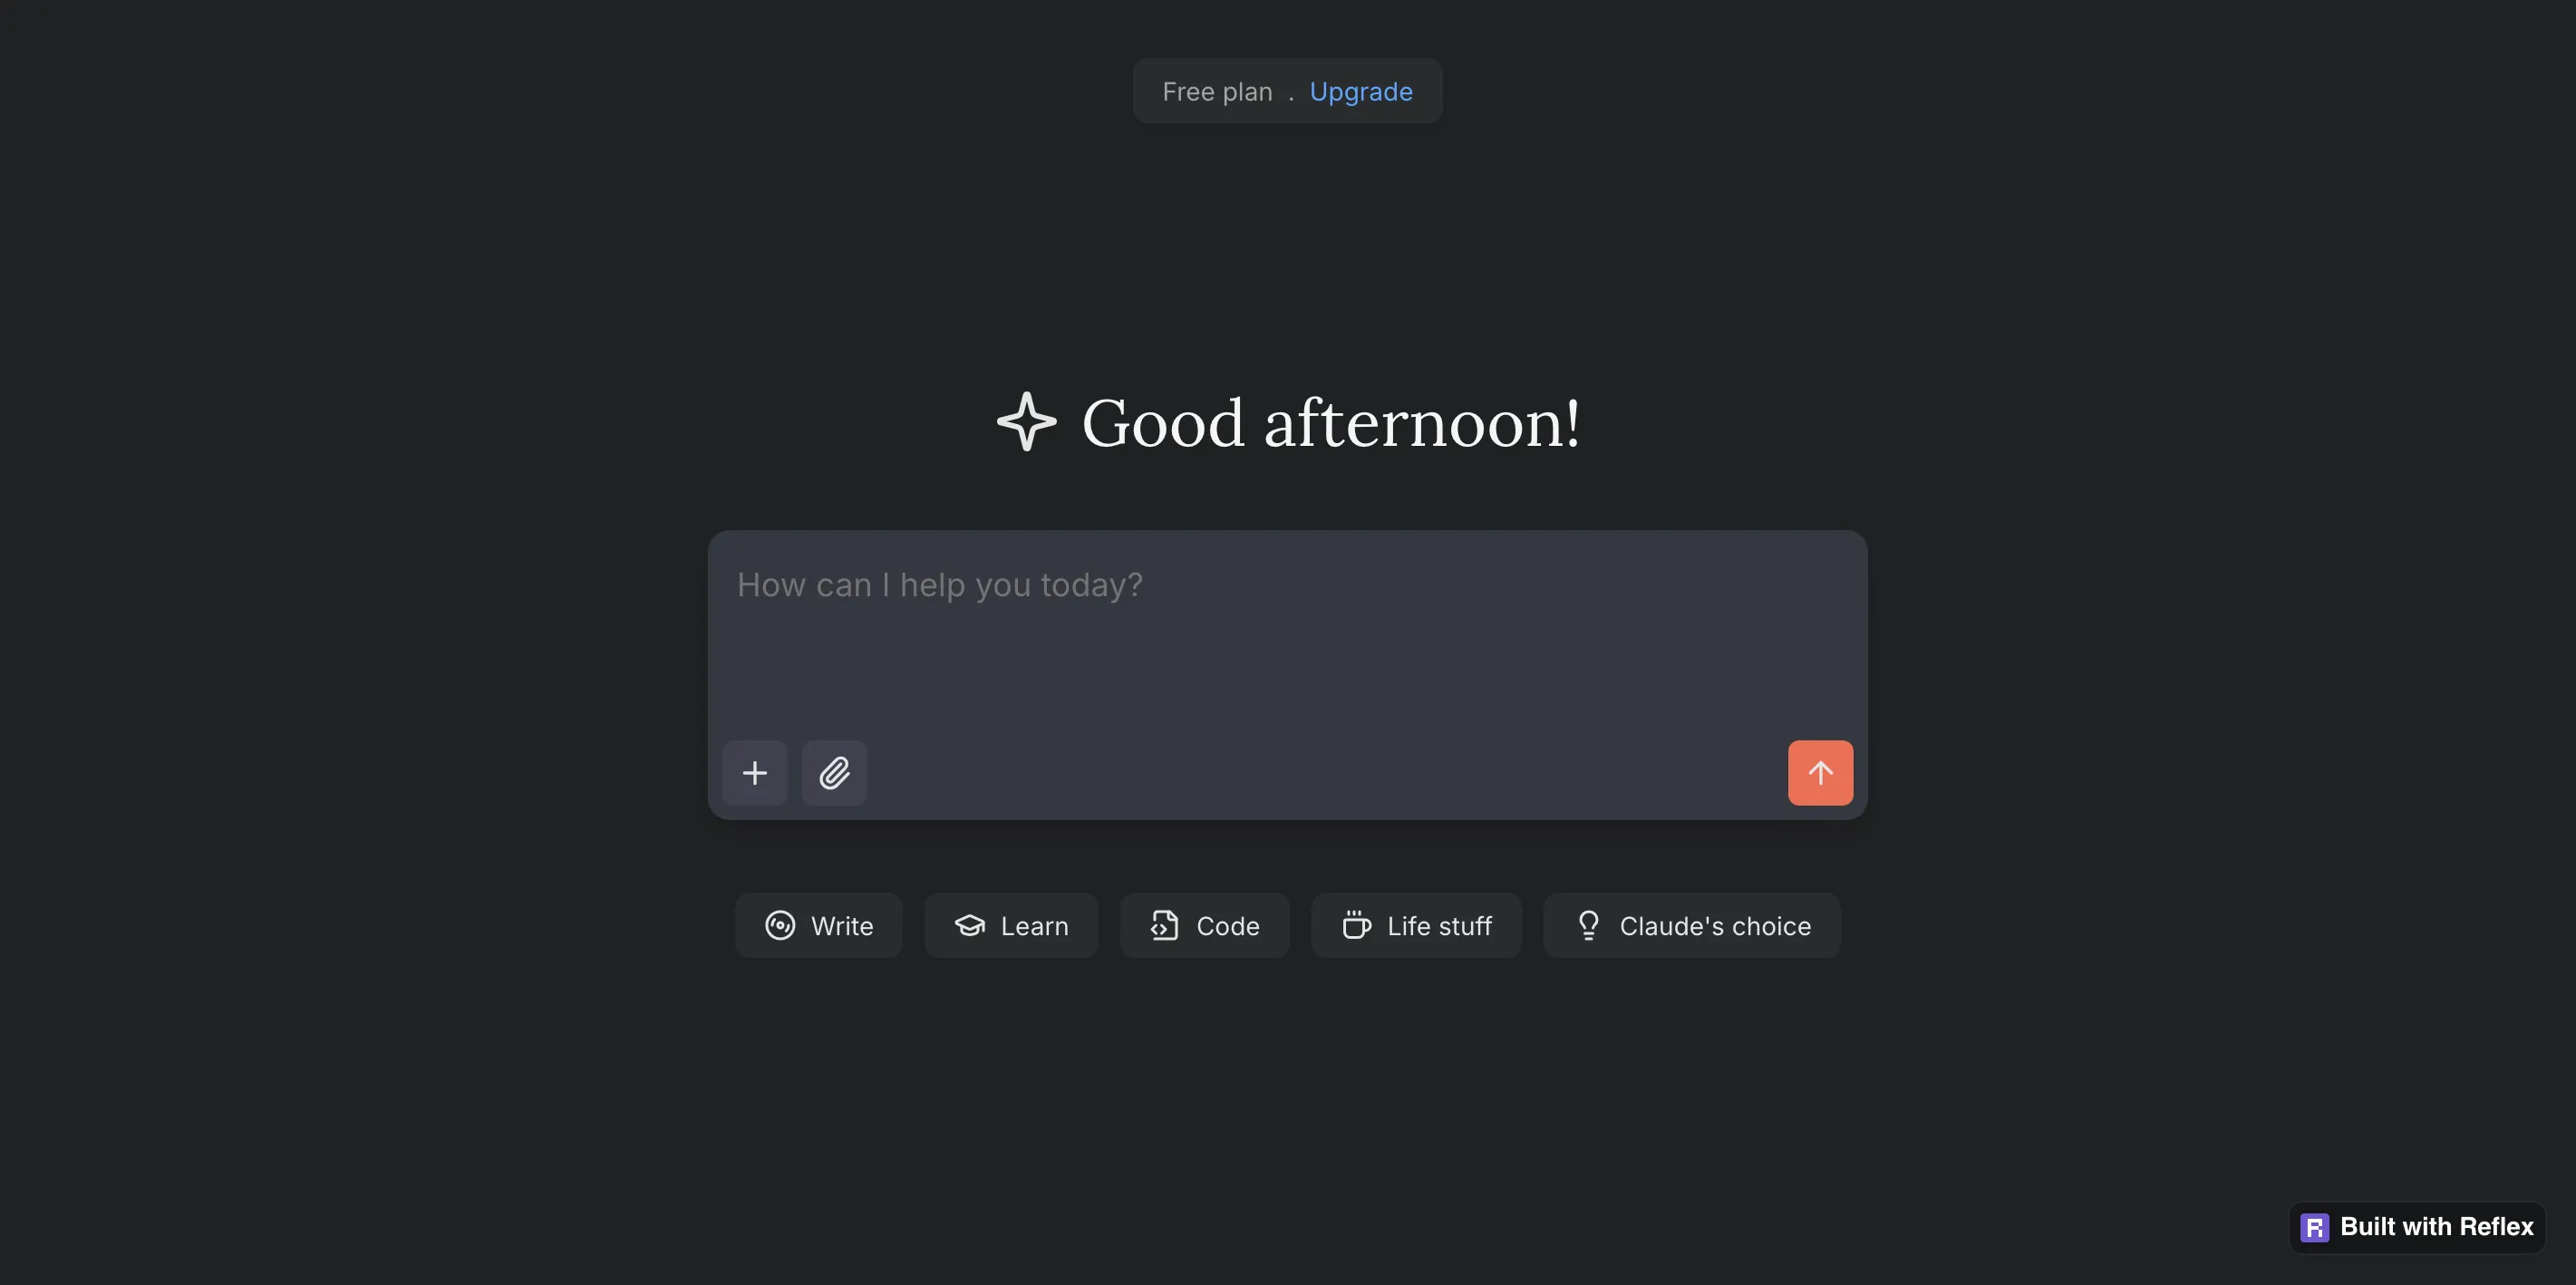 Free plan . Upgrade
Good afternoon!
How can I help you today?
Write
Learn
Code
Life stuff
Claude's choice
Built with Reflex